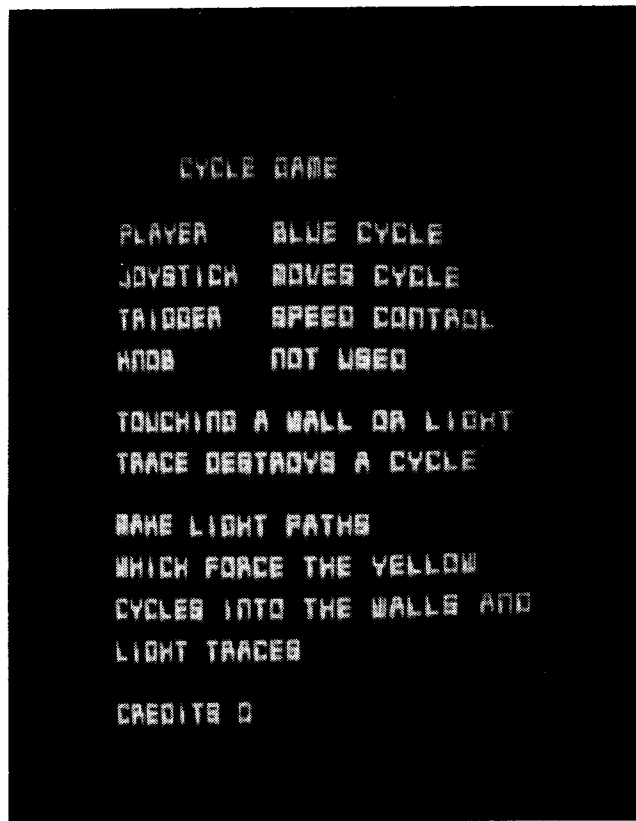 CYCLE GAME
PLAYER BLUE CYCLE
JOYSTICK MOVES CYCLE
TRIGGER SPEED CONTROL
KNOB NOT USED
TOUCHING A WALL OR LIGHT
TRACE DESTROYS A CYCLE
MAKE LIGHT PATHS
WHICH FORCE THE YELLOW
CYCLES INTO THE WALLS AND
LIGHT TRACES
CREDITS 0